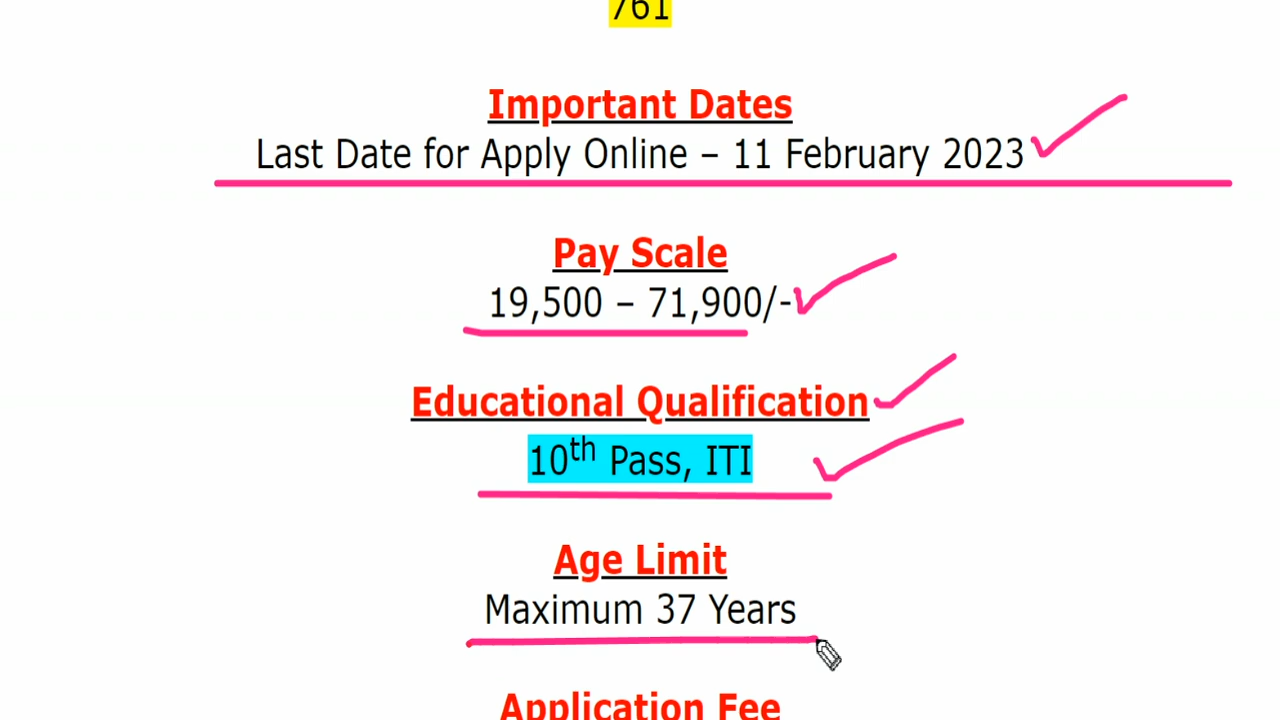 761
Important Dates
Last Date for Apply Online – 11 February 2023
Pay Scale
19,500 – 71,900/-
Educational Qualification
10th Pass, ITI
Age Limit
Maximum 37 Years
Application Fee